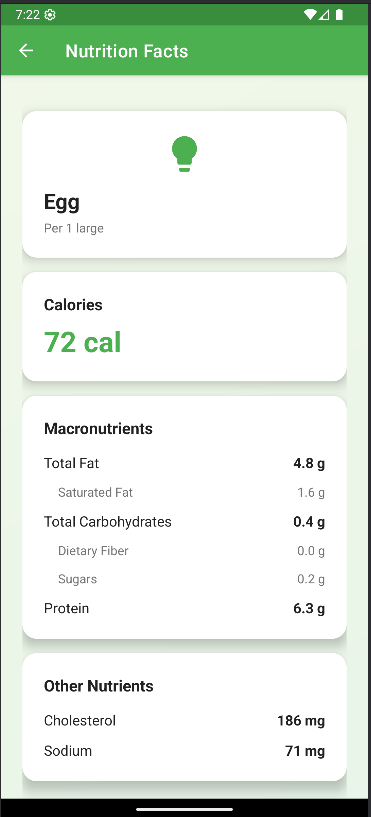 7:22
Nutrition Facts
Egg
Per 1 large
Calories
72 cal
Macronutrients
Total Fat 4.8 g
Saturated Fat 1.6 g
Total Carbohydrates 0.4 g
Dietary Fiber 0.0 g
Sugars 0.2 g
Protein 6.3 g
Other Nutrients
Cholesterol 186 mg
Sodium 71 mg